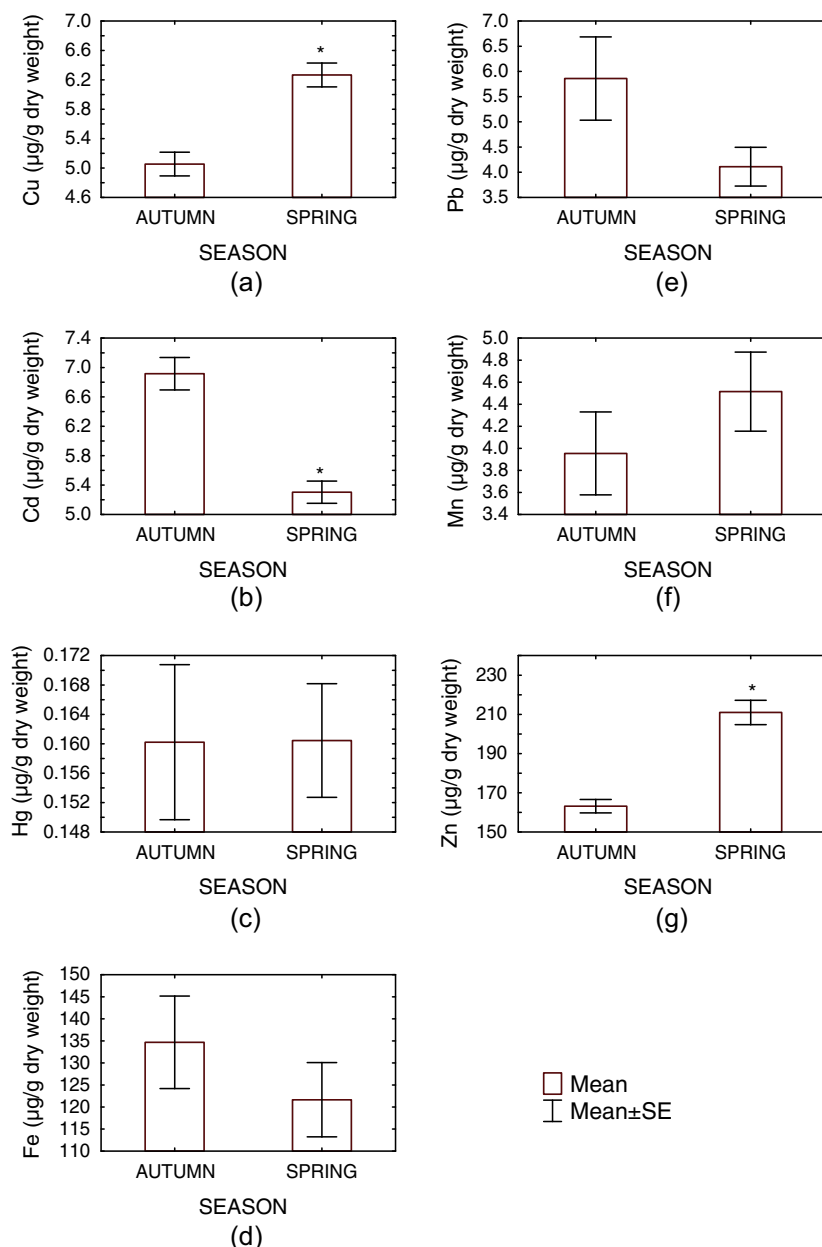 Cu (µg/g dry weight)
7.0
6.6
6.2
5.8
5.4
5.0
4.6
*
AUTUMN SPRING
SEASON
(a)
Pb (µg/g dry weight)
7.0
6.5
6.0
5.5
5.0
4.5
4.0
3.5
AUTUMN SPRING
SEASON
(e)
Cd (µg/g dry weight)
7.4
7.0
6.6
6.2
5.8
5.4
5.0
*
AUTUMN SPRING
SEASON
(b)
Mn (µg/g dry weight)
5.0
4.8
4.6
4.4
4.2
4.0
3.8
3.6
3.4
AUTUMN SPRING
SEASON
(f)
Hg (µg/g dry weight)
0.172
0.168
0.164
0.160
0.156
0.152
0.148
AUTUMN SPRING
SEASON
(c)
Zn (µg/g dry weight)
230
210
190
170
150
*
AUTUMN SPRING
SEASON
(g)
Fe (µg/g dry weight)
150
145
140
135
130
125
120
115
110
AUTUMN SPRING
SEASON
(d)
Mean
Mean±SE